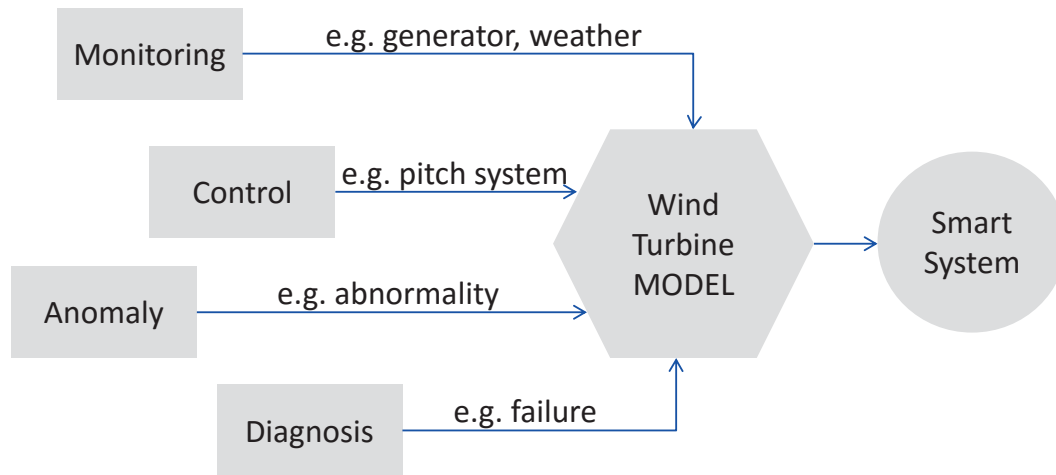 Monitoring
e.g. generator, weather
Control
e.g. pitch system
Wind
Turbine
MODEL
Smart
System
Anomaly
e.g. abnormality
Diagnosis
e.g. failure